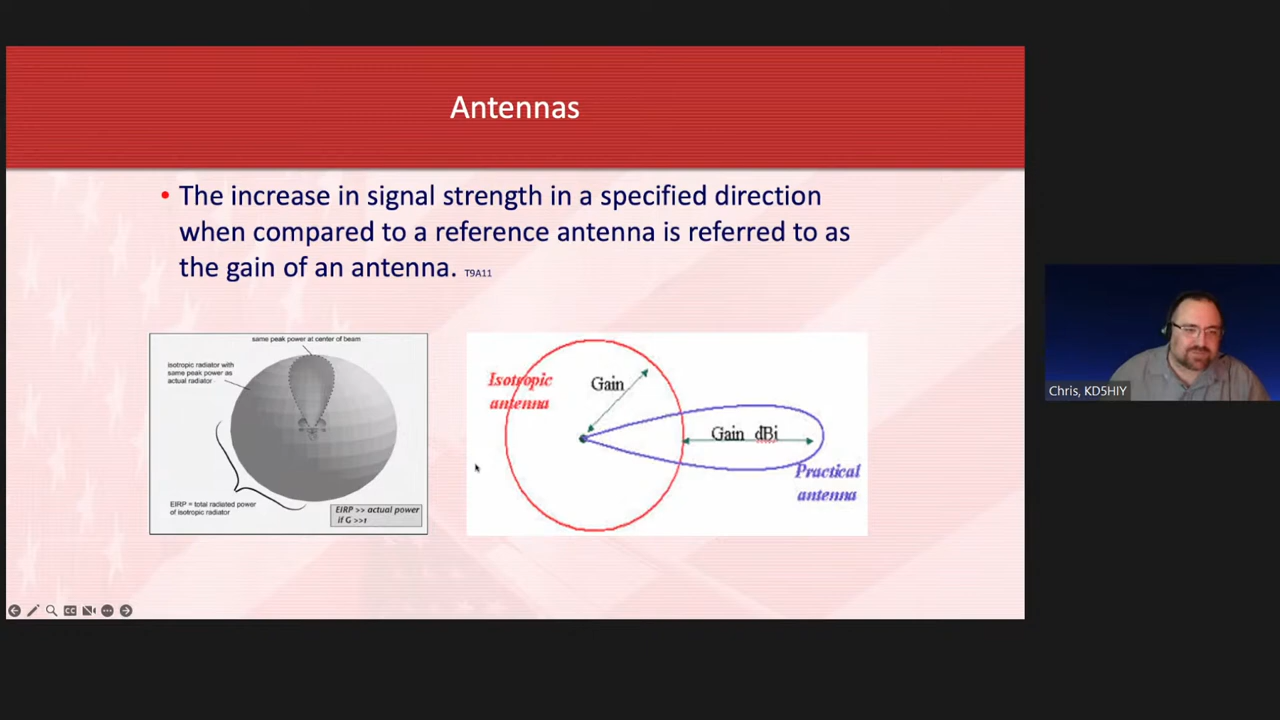 Antennas
• The increase in signal strength in a specified direction
when compared to a reference antenna is referred to as
the gain of an antenna. T9A11
same peak power at center of beam
isotropic radiator with
same peak power as
actual radiator
EIRP = total radiated power
of isotropic radiator
EIRP >> actual power
if G >>1
Isotropic
antenna
Gain
Gain dBi
Practical
antenna
Chris, KD5HIY
CC